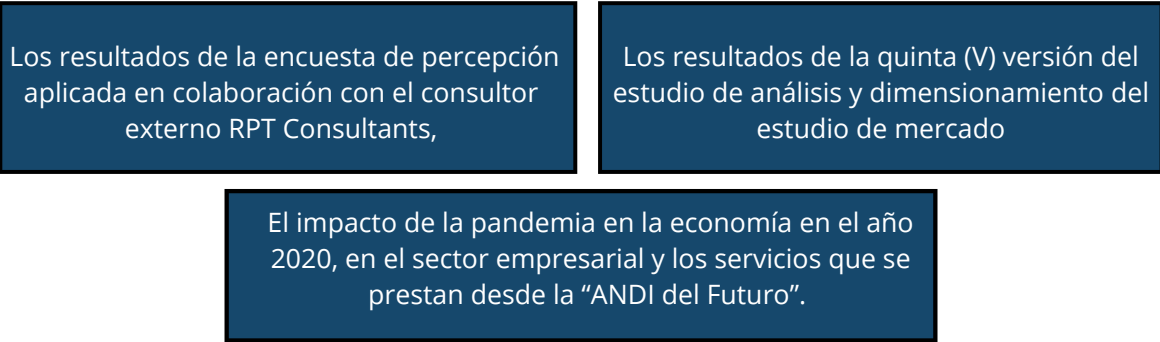 Los resultados de la encuesta de percepción
aplicada en colaboración con el consultor
externo RPT Consultants,
Los resultados de la quinta (V) versión del
estudio de análisis y dimensionamiento del
estudio de mercado
El impacto de la pandemia en la economía en el año
2020, en el sector empresarial y los servicios que se
prestan desde la “ANDI del Futuro”.